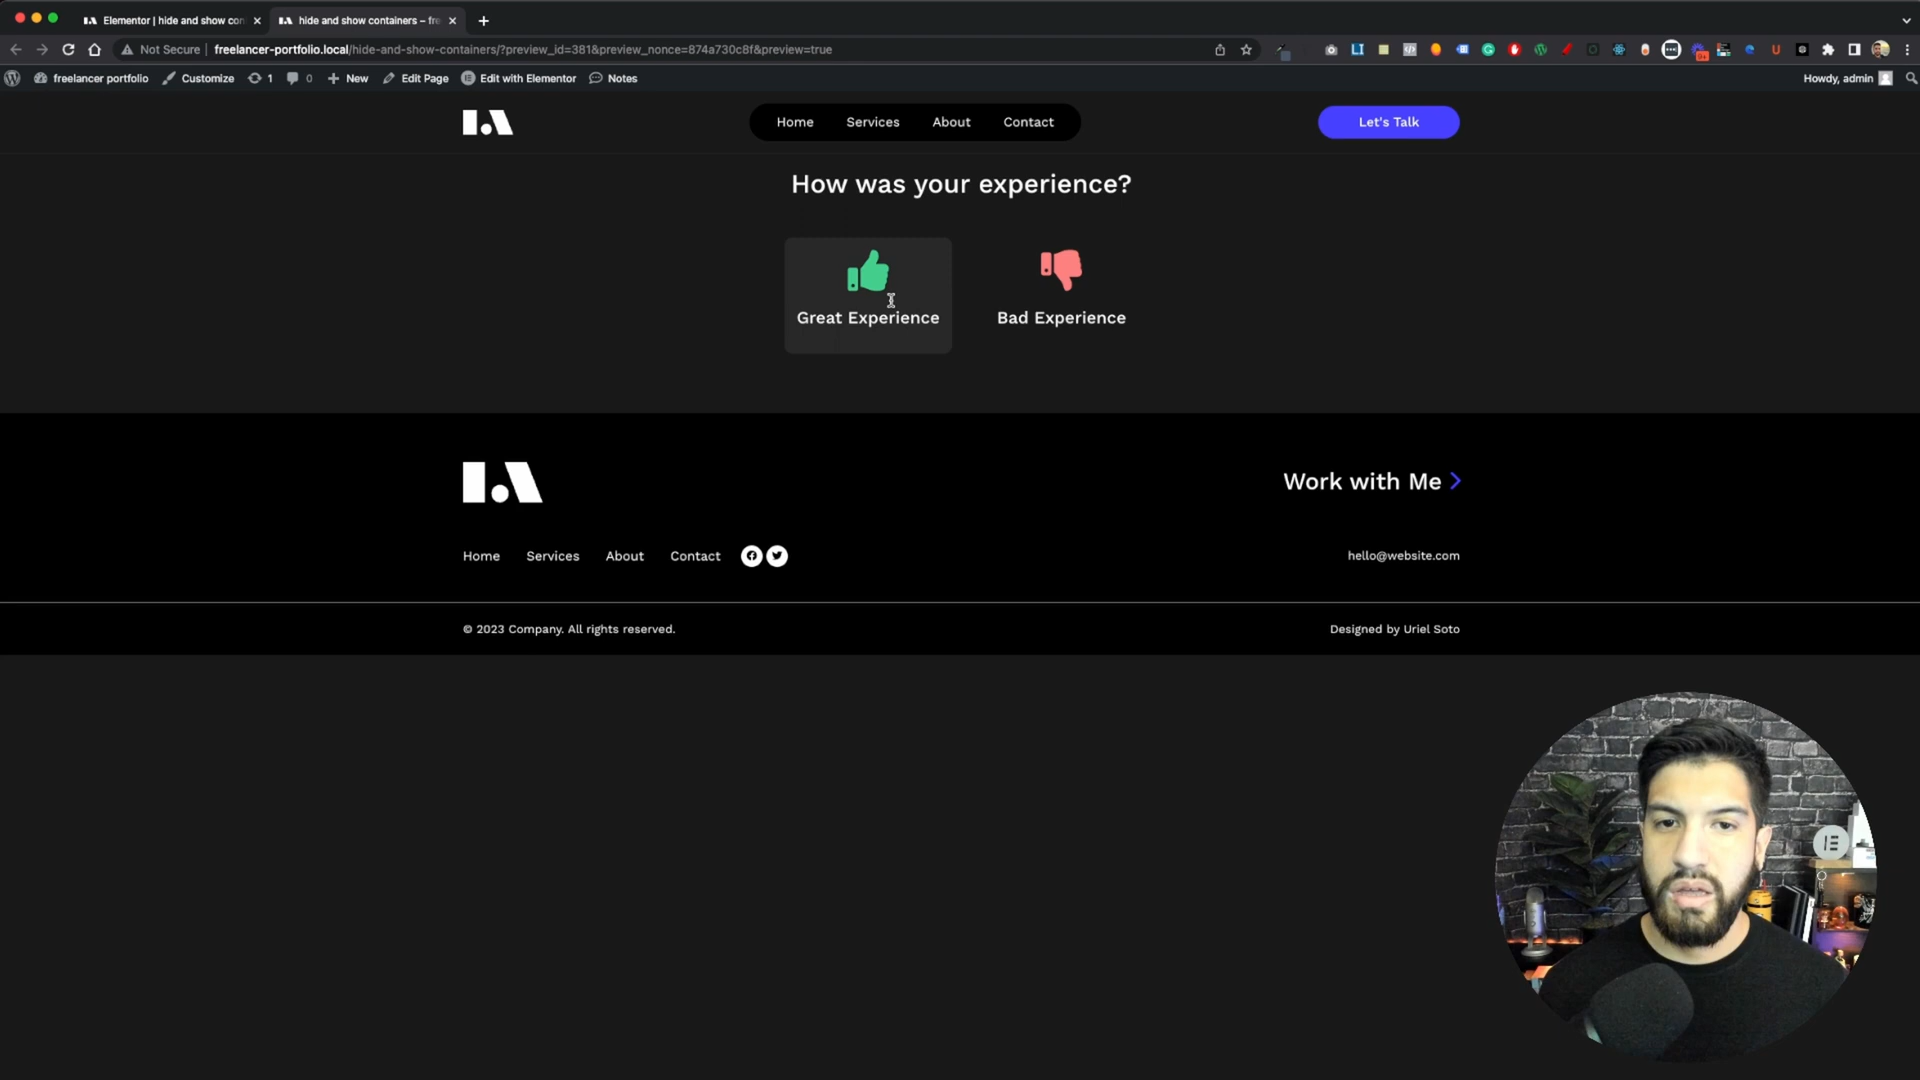 Elementor | hide and show con
hide and show containers – fre
Not Secure | freelancer-portfolio.local/hide-and-show-containers/?preview_id=381&preview_nonce=874a730c8f&preview=true
freelancer portfolio Customize 1 0 New Edit Page Edit with Elementor Notes Howdy, admin
Home Services About Contact Let's Talk
How was your experience?
Great Experience Bad Experience
Work with Me
Home Services About Contact hello@website.com
© 2023 Company. All rights reserved. Designed by Uriel Soto